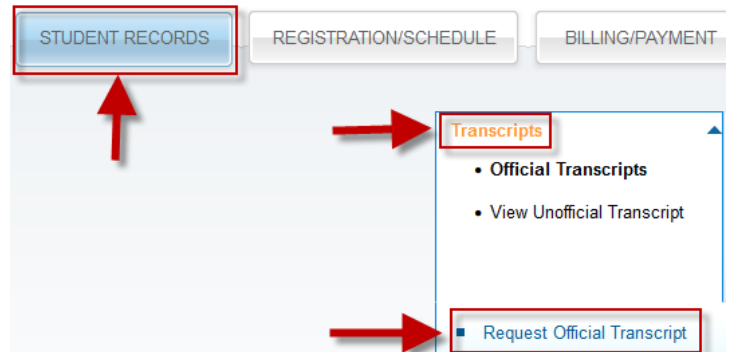 STUDENT RECORDS REGISTRATION/SCHEDULE BILLING/PAYMENT
Transcripts
Official Transcripts
View Unofficial Transcript
Request Official Transcript